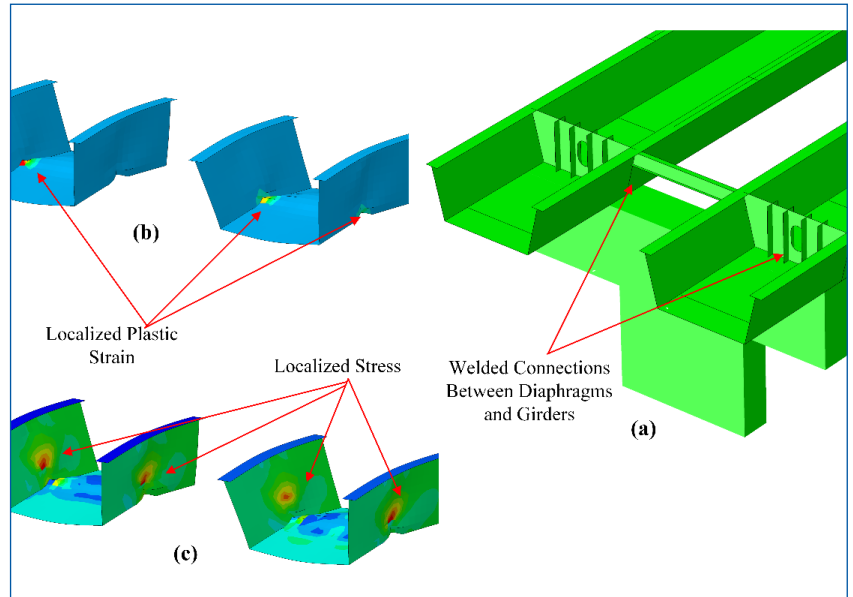 (b)
Localized Plastic
Strain
Localized Stress
Welded Connections
Between Diaphragms
and Girders
(a)
(c)